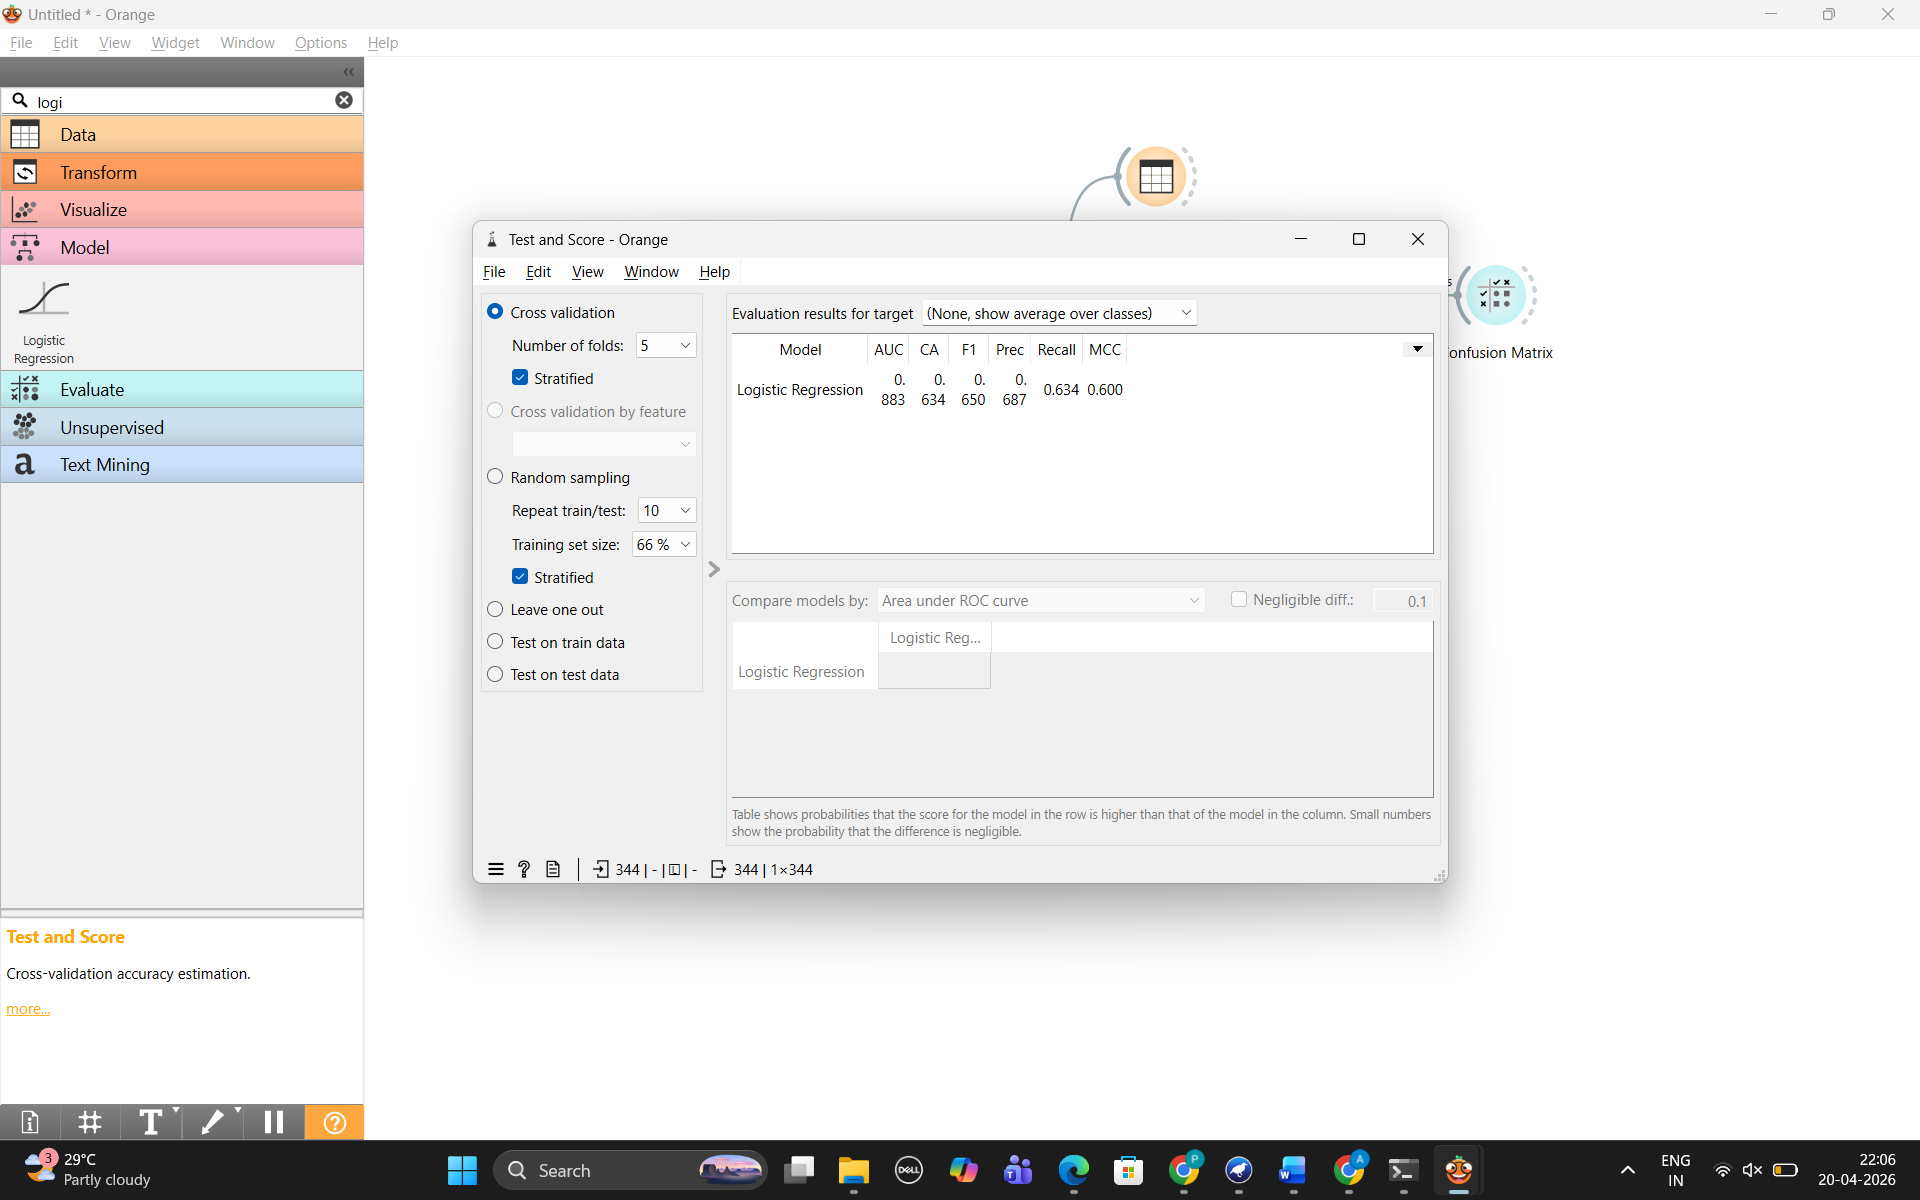 Untitled * - Orange
File Edit View Widget Window Options Help
logi
Data
Transform
Visualize
Model
Logistic
Regression
Evaluate
Unsupervised
a Text Mining
Test and Score
Cross-validation accuracy estimation.
more...
s
onfusion Matrix
Test and Score - Orange
File Edit View Window Help
Cross validation
Number of folds: 5
Stratified
Cross validation by feature
Random sampling
Repeat train/test: 10
Training set size: 66 %
Stratified
Leave one out
Test on train data
Test on test data
Evaluation results for target (None, show average over classes)
Model AUC CA F1 Prec Recall MCC
Logistic Regression 0.883 0.634 0.650 0.687 0.634 0.600
Compare models by: Area under ROC curve Negligible diff.: 0.1
Logistic Reg...
Logistic Regression
Table shows probabilities that the score for the model in the row is higher than that of the model in the column. Small numbers
show the probability that the difference is negligible.
344 | - | - 344 | 1×344
3 29°C
Partly cloudy
Search
DELL
T
P
W
A
ENG
IN
22:06
20-04-2026